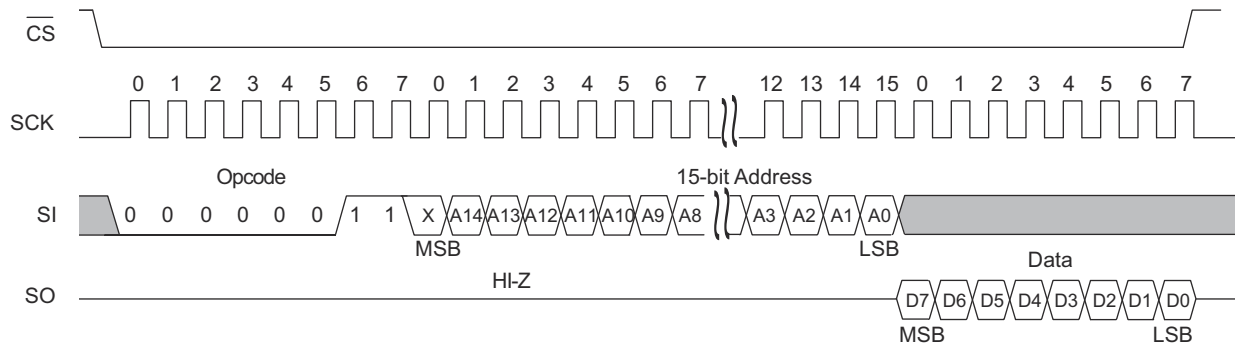 CS
0 1 2 3 4 5 6 7 0 1 2 3 4 5 6 7 12 13 14 15 0 1 2 3 4 5 6 7
SCK
Opcode 15-bit Address
SI 0 0 0 0 0 0 1 1 X A14 A13 A12 A11 A10 A9 A8 A3 A2 A1 A0
MSB LSB
HI-Z Data
SO D7 D6 D5 D4 D3 D2 D1 D0
MSB LSB